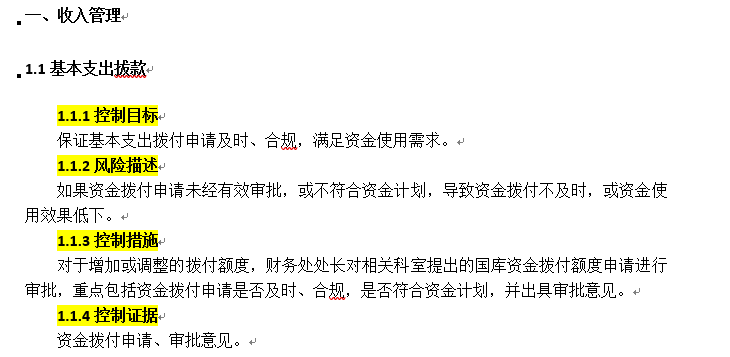 一、收入管理
1.1 基本支出拨款
1.1.1 控制目标
保证基本支出拨付申请及时、合规，满足资金使用需求。
1.1.2 风险描述
如果资金拨付申请未经有效审批，或不符合资金计划，导致资金拨付不及时，或资金使
用效果低下。
1.1.3 控制措施
对于增加或调整的拨付额度，财务处处长对相关科室提出的国库资金拨付额度申请进行
审批，重点包括资金拨付申请是否及时、合规，是否符合资金计划，并出具审批意见。
1.1.4 控制证据
资金拨付申请、审批意见。